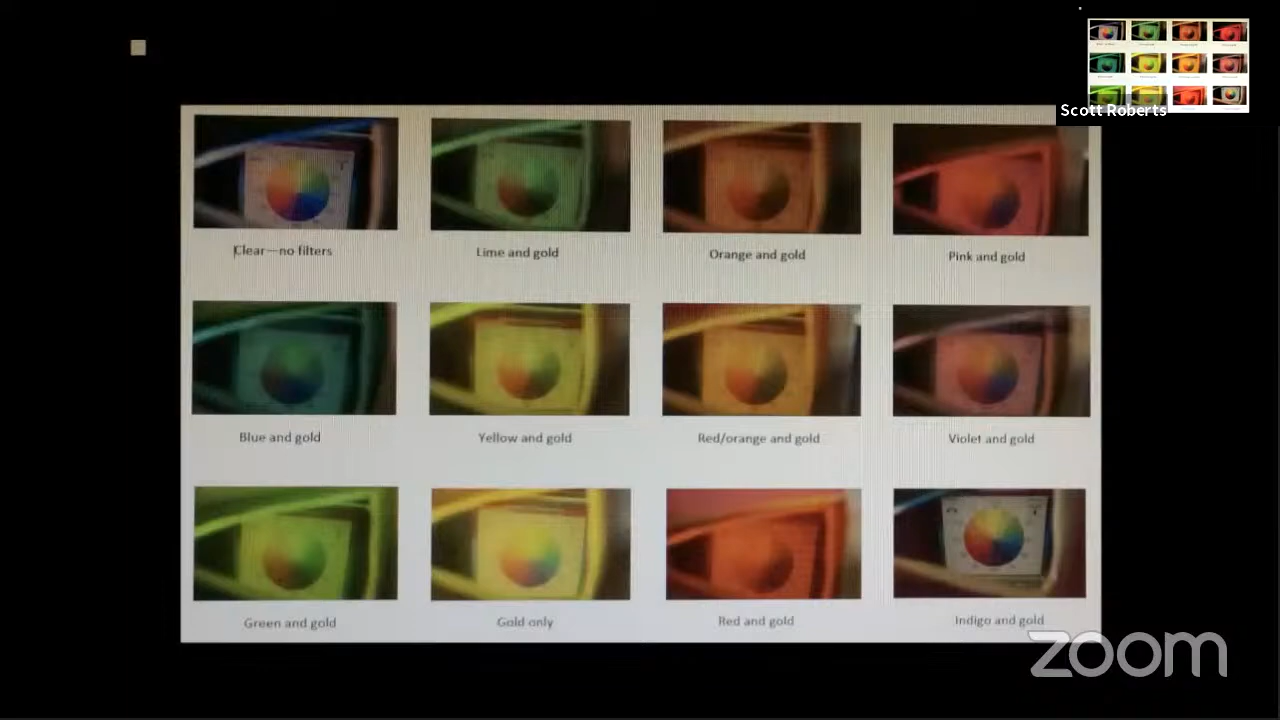 Scott Roberts
Clear—no filters
Lime and gold
Orange and gold
Pink and gold
Blue and gold
Yellow and gold
Red/orange and gold
Violet and gold
Green and gold
Gold only
Red and gold
Indigo and gold
zoom